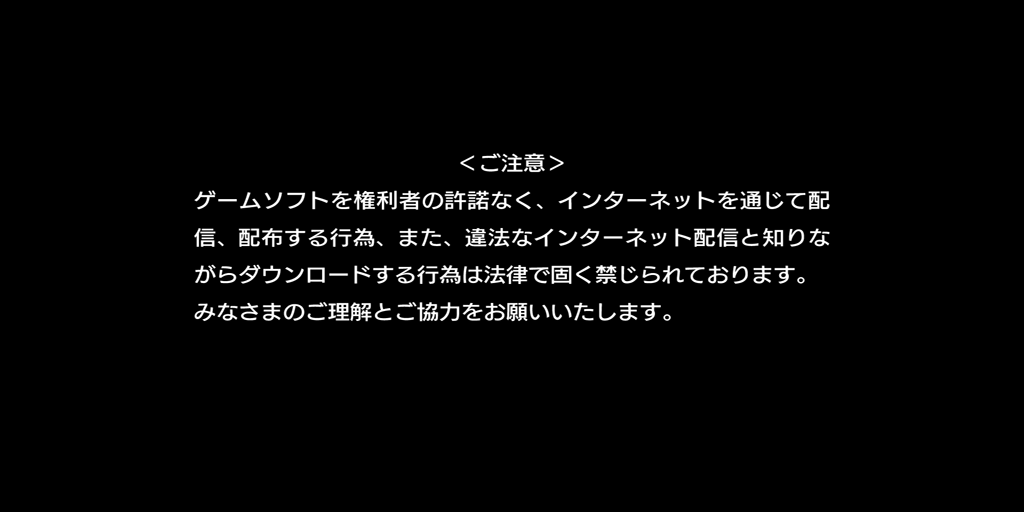 ＜ご注意＞
ゲームソフトを権利者の許諾なく、インターネットを通じて配
信、配布する行為、また、違法なインターネット配信と知りな
がらダウンロードする行為は法律で固く禁じられております。
みなさまのご理解とご協力をお願いいたします。